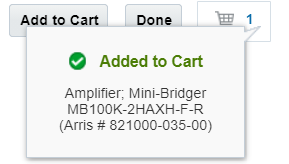 Add to Cart
Done
1
Added to Cart
Amplifier; Mini-Bridger
MB100K-2HAXH-F-R
(Arris # 821000-035-00)